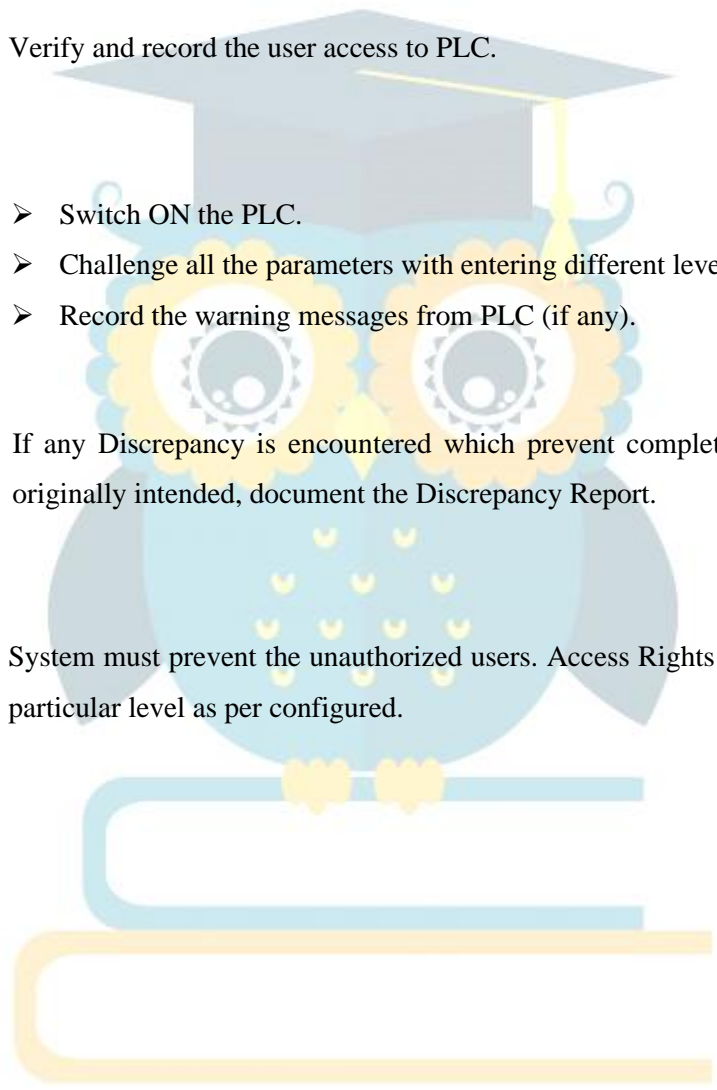 Verify and record the user access to PLC.
➢ Switch ON the PLC.
➢ Challenge all the parameters with entering different leve
➢ Record the warning messages from PLC (if any).
If any Discrepancy is encountered which prevent complet
originally intended, document the Discrepancy Report.
System must prevent the unauthorized users. Access Rights
particular level as per configured.